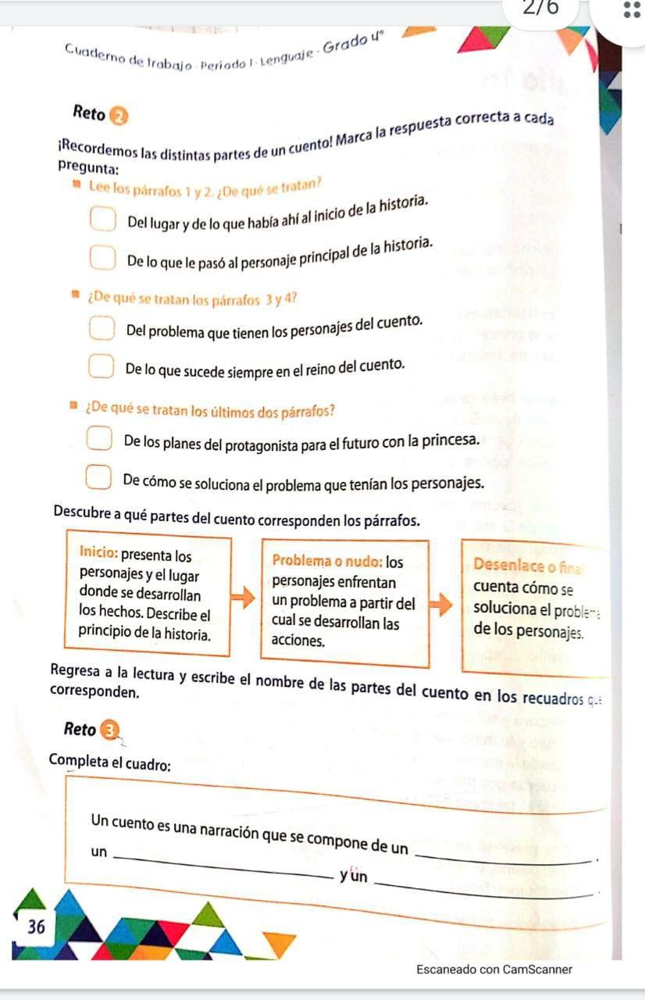 2/6
Cuaderno de trabajo · Periodo I · Lenguaje · Grado 4°
Reto 2
¡Recordemos las distintas partes de un cuento! Marca la respuesta correcta a cada
pregunta:
Lee los párrafos 1 y 2. ¿De qué se tratan?
Del lugar y de lo que había ahí al inicio de la historia.
De lo que le pasó al personaje principal de la historia.
¿De qué se tratan los párrafos 3 y 4?
Del problema que tienen los personajes del cuento.
De lo que sucede siempre en el reino del cuento.
¿De qué se tratan los últimos dos párrafos?
De los planes del protagonista para el futuro con la princesa.
De cómo se soluciona el problema que tenían los personajes.
Descubre a qué partes del cuento corresponden los párrafos.
Inicio: presenta los
personajes y el lugar
donde se desarrollan
los hechos. Describe el
principio de la historia.
Problema o nudo: los
personajes enfrentan
un problema a partir del
cual se desarrollan las
acciones.
Desenlace o final
cuenta cómo se
soluciona el problema
de los personajes.
Regresa a la lectura y escribe el nombre de las partes del cuento en los recuadros que
corresponden.
Reto 3
Completa el cuadro:
Un cuento es una narración que se compone de un ____________.
un ____________ y un ____________.
36
Escaneado con CamScanner